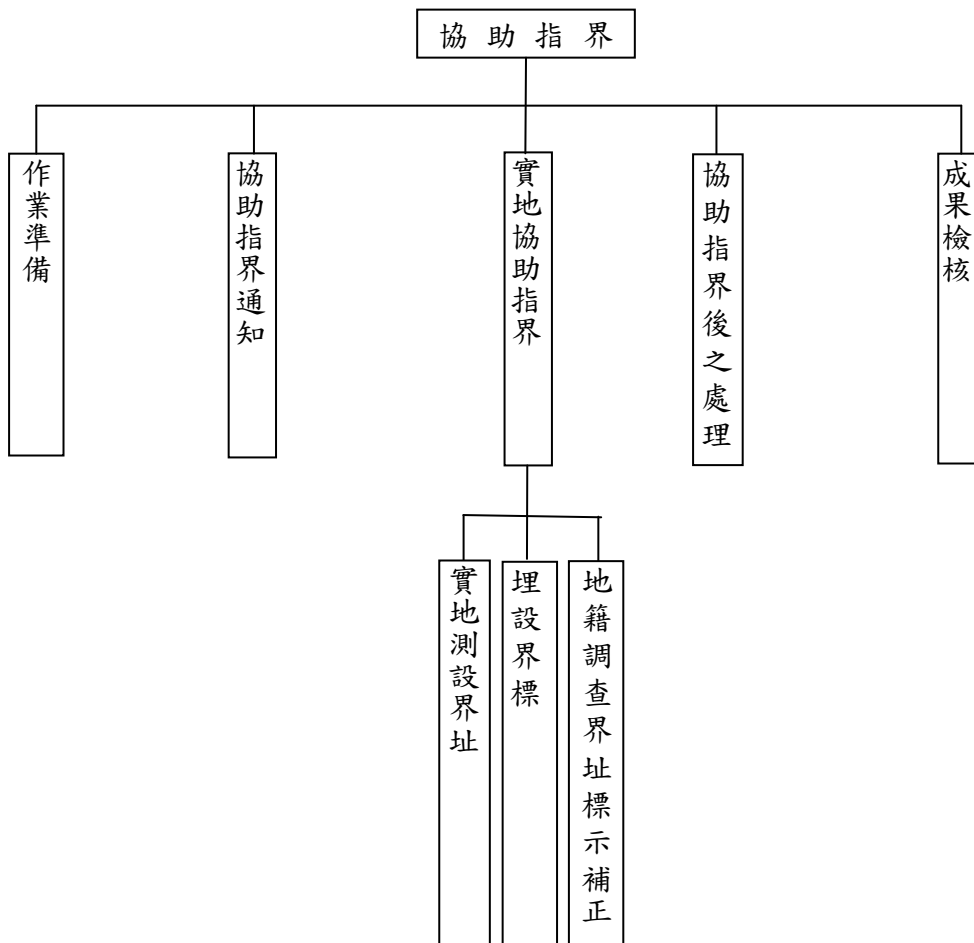 協助指界
作業準備
協助指界通知
實地協助指界
協助指界後之處理
成果檢核
實地測設界址
埋設界標
地籍調查界址標示補正